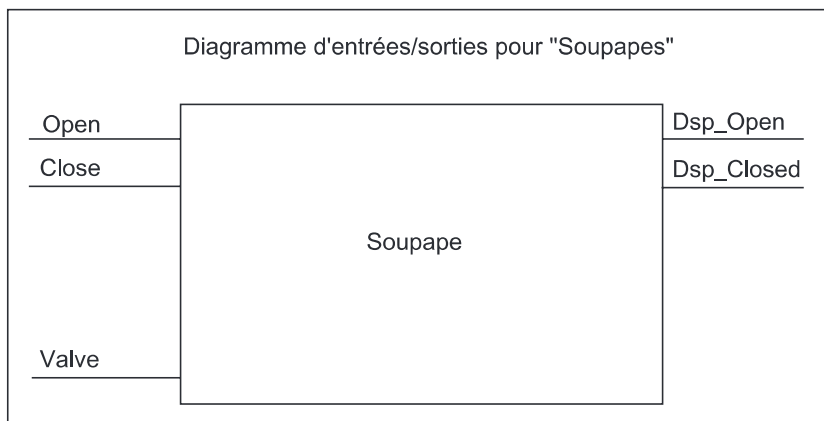 Diagramme d'entrées/sorties pour "Soupapes"
Open
Close
Valve
Soupape
Dsp_Open
Dsp_Closed